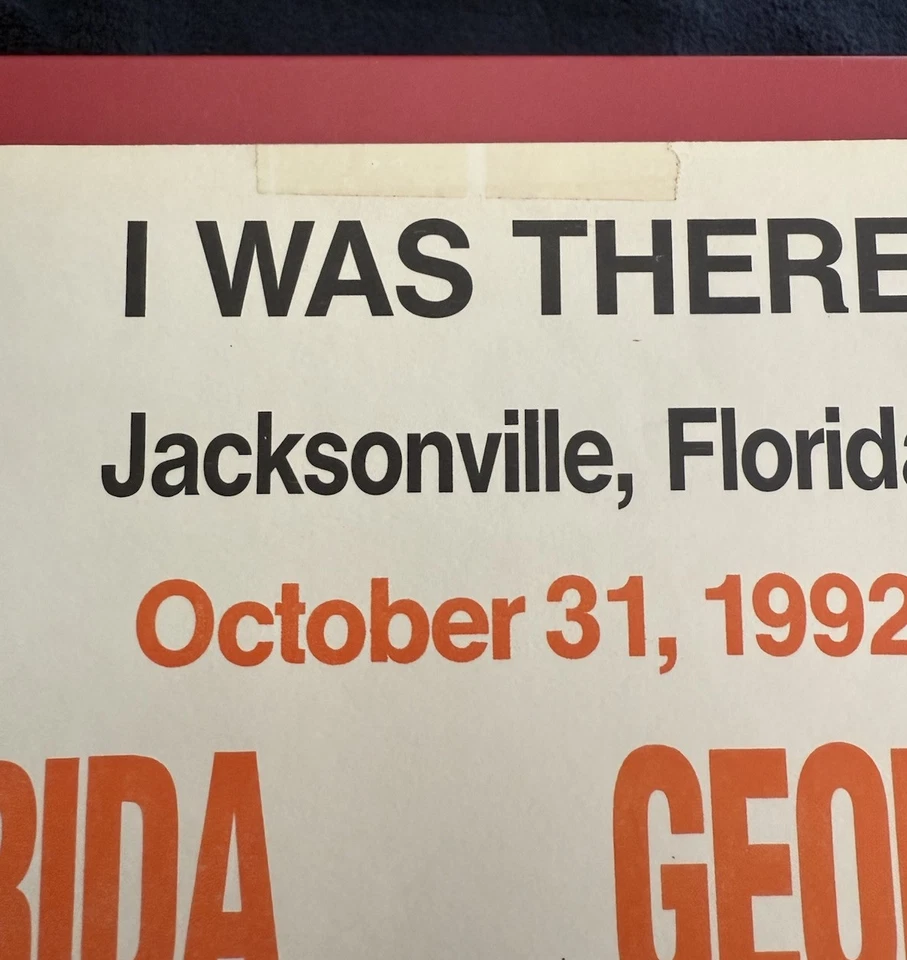 I WAS THERE
Jacksonville, Florida
October 31, 1992
RIDA GEO